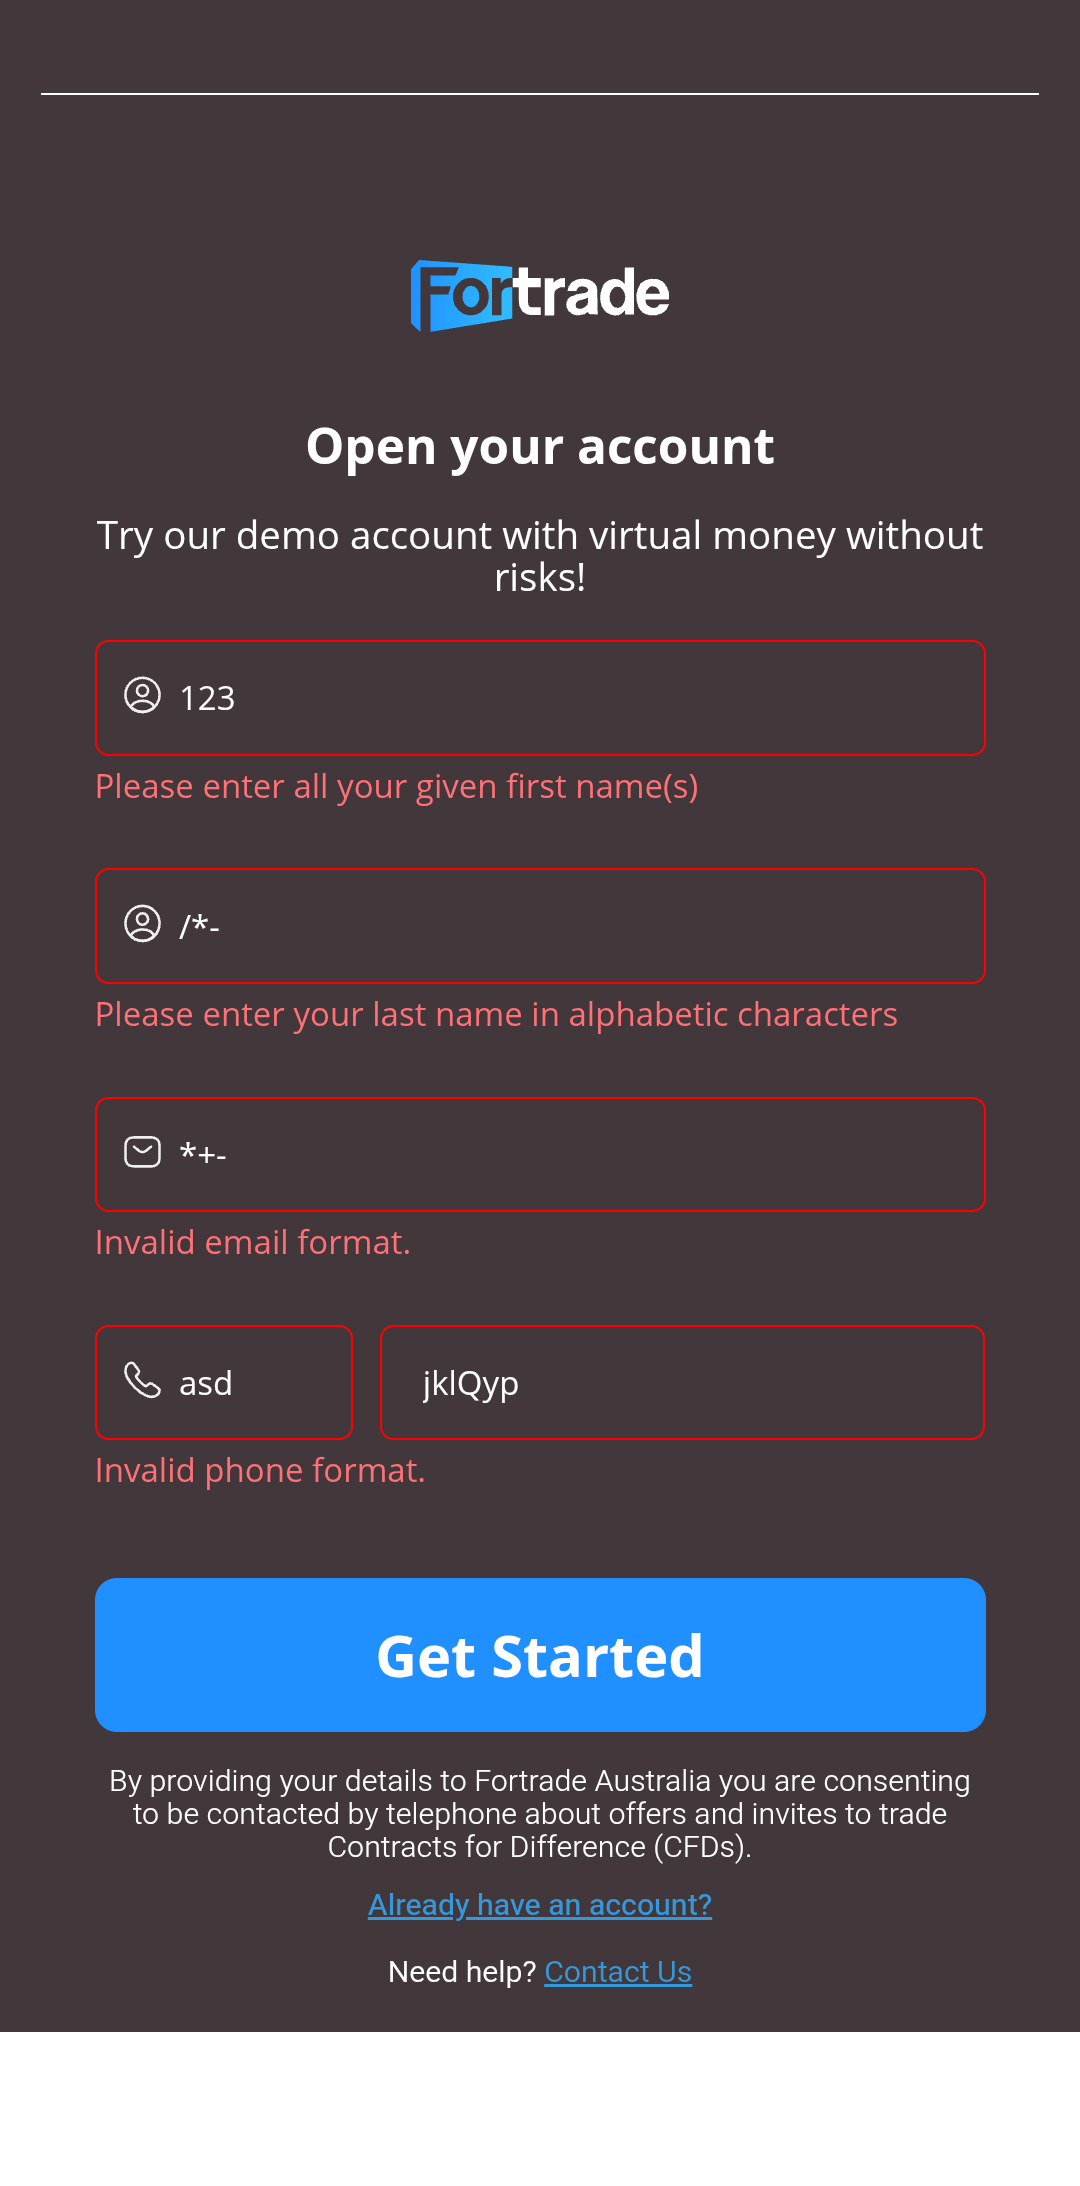 Fortrade
Open your account
Try our demo account with virtual money without
risks!
123
Please enter all your given first name(s)
/*-
Please enter your last name in alphabetic characters
*+-
Invalid email format.
asd jklQyp
Invalid phone format.
Get Started
By providing your details to Fortrade Australia you are consenting
to be contacted by telephone about offers and invites to trade
Contracts for Difference (CFDs).
Already have an account?
Need help? Contact Us